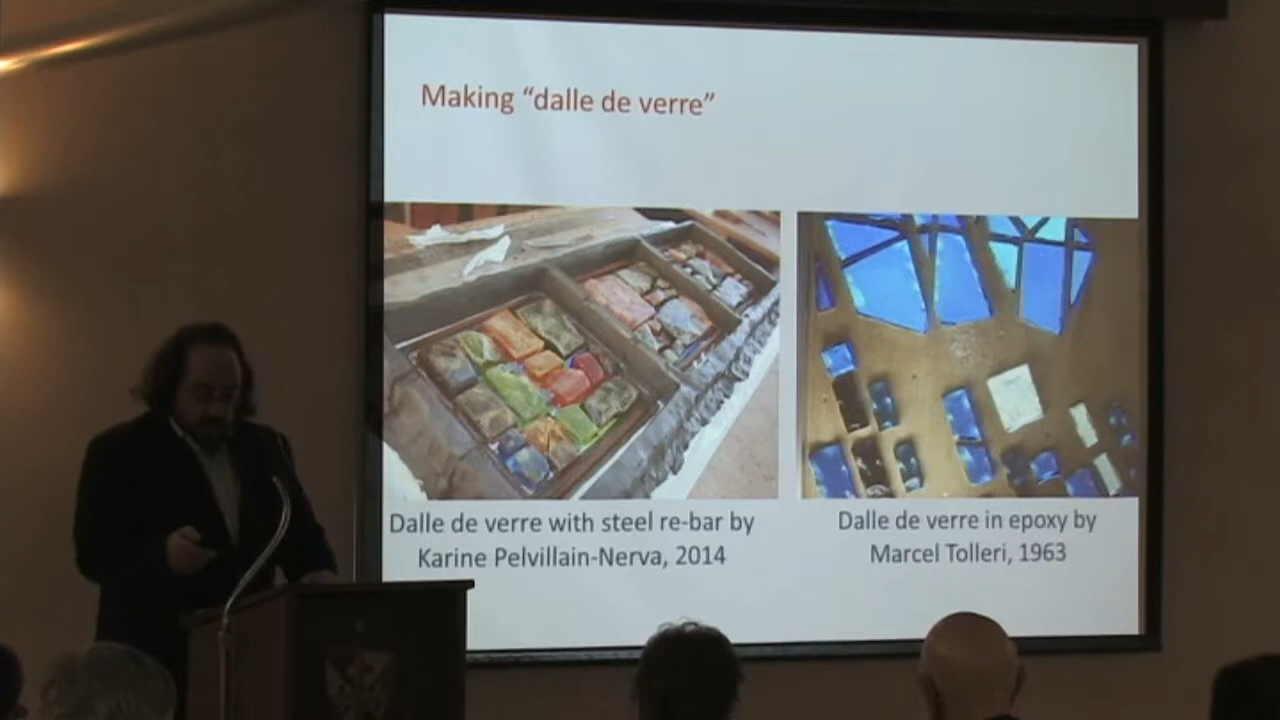 Making “dalle de verre”
Dalle de verre with steel re-bar by
Karine Pelvillain-Nerva, 2014
Dalle de verre in epoxy by
Marcel Tolleri, 1963